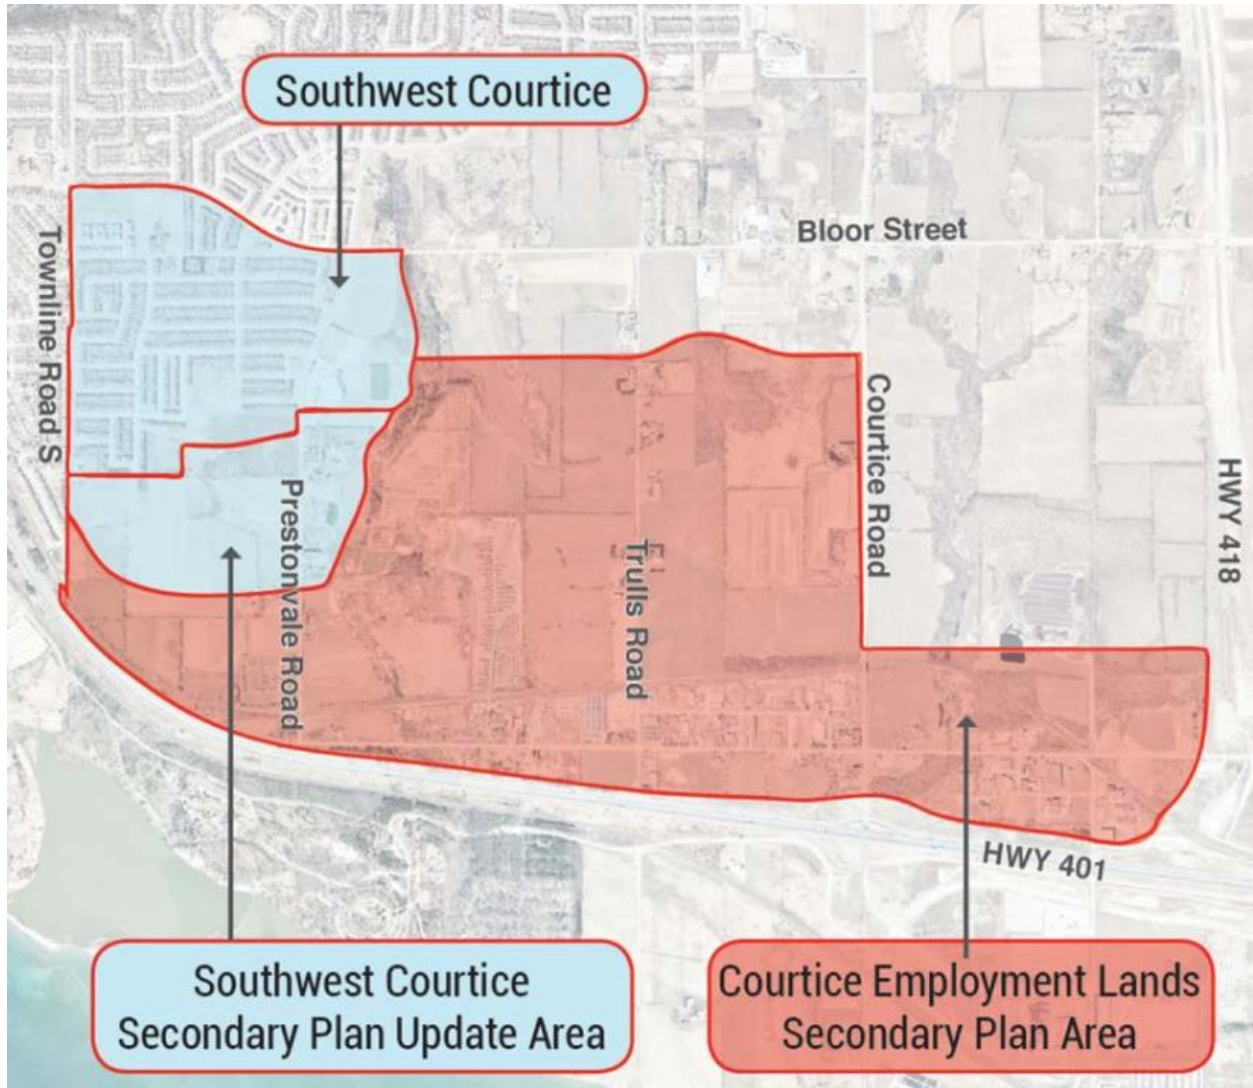 Southwest Courtice
Bloor Street
Townline Road S
Courtice Road
HWY 418
Prestonvale Road
Trulls Road
HWY 401
Southwest Courtice
Secondary Plan Update Area
Courtice Employment Lands
Secondary Plan Area